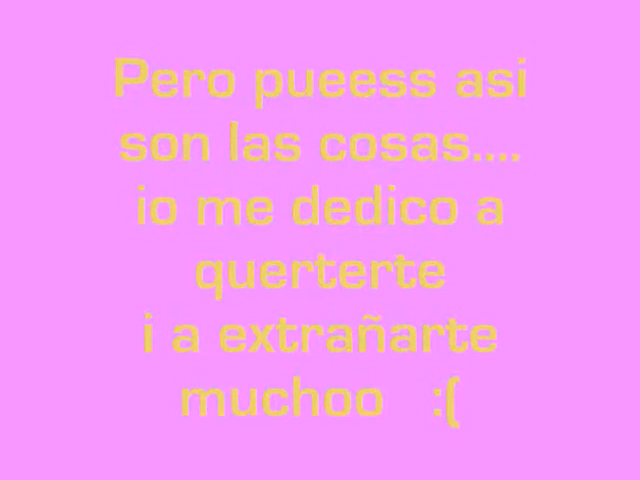 Pero pueess asi
son las cosas....
io me dedico a
querterte
i a extrañarte
muchoo :(